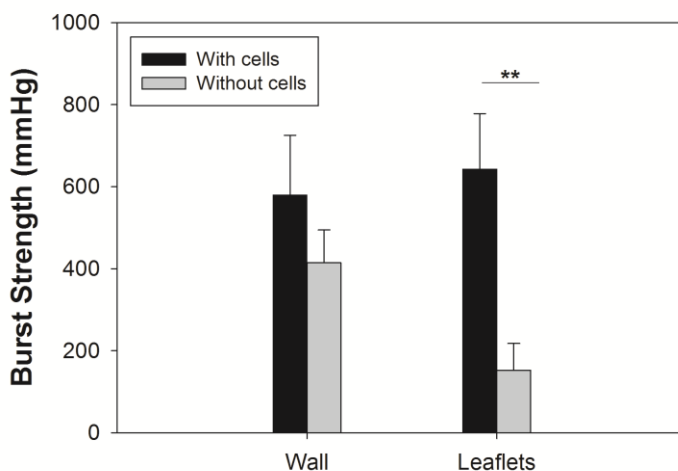 Burst Strength (mmHg)
1000
800
600
400
200
0
With cells
Without cells
**
Wall
Leaflets